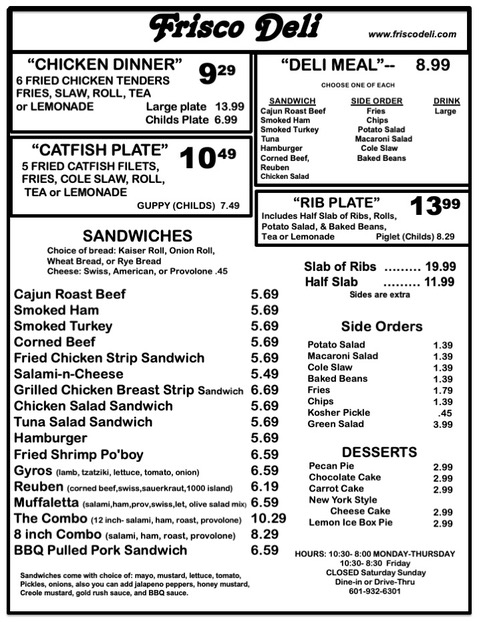 Frisco Deli
www.friscodeli.com
“CHICKEN DINNER” 9 29
6 FRIED CHICKEN TENDERS
FRIES, SLAW, ROLL, TEA
or LEMONADE Large plate 13.99
Childs Plate 6.99
“CATFISH PLATE” 10 49
5 FRIED CATFISH FILETS,
FRIES, COLE SLAW, ROLL,
TEA or LEMONADE
GUPPY (CHILDS) 7.49
“DELI MEAL”-- 8.99
CHOOSE ONE OF EACH
SANDWICH SIDE ORDER DRINK
Cajun Roast Beef Fries Large
Smoked Ham Chips
Smoked Turkey Potato Salad
Tuna Macaroni Salad
Hamburger Cole Slaw
Corned Beef, Baked Beans
Reuben
Chicken Salad
“RIB PLATE” 13 99
Includes Half Slab of Ribs, Rolls,
Potato Salad, & Baked Beans,
Tea or Lemonade Piglet (Childs) 8.29
SANDWICHES
Choice of bread: Kaiser Roll, Onion Roll,
Wheat Bread, or Rye Bread
Cheese: Swiss, American, or Provolone .45
Cajun Roast Beef 5.69
Smoked Ham 5.69
Smoked Turkey 5.69
Corned Beef 5.69
Fried Chicken Strip Sandwich 5.69
Salami-n-Cheese 5.49
Grilled Chicken Breast Strip Sandwich 6.69
Chicken Salad Sandwich 5.69
Tuna Salad Sandwich 5.69
Hamburger 5.69
Fried Shrimp Po'boy 6.59
Gyros (lamb, tzatziki, lettuce, tomato, onion) 6.59
Reuben (corned beef,swiss,saurkraut,1000 island) 6.19
Muffaletta (salami,ham,prov,swiss,let, olive salad mix) 6.59
The Combo (12 inch- salami, ham, roast, provolone) 10.29
8 inch Combo (salami, ham, roast, provolone) 8.29
BBQ Pulled Pork Sandwich 6.59
Sandwiches come with choice of: mayo, mustard, lettuce, tomato,
Pickles, onions, also you can add jalapeno peppers, honey mustard,
Creole mustard, gold rush sauce, and BBQ sauce.
Slab of Ribs ......... 19.99
Half Slab ......... 11.99
Sides are extra
Side Orders
Potato Salad 1.39
Macaroni Salad 1.39
Cole Slaw 1.39
Baked Beans 1.39
Fries 1.79
Chips 1.39
Kosher Pickle .45
Green Salad 3.99
DESSERTS
Pecan Pie 2.99
Chocolate Cake 2.99
Carrot Cake 2.99
New York Style
Cheese Cake 2.99
Lemon Ice Box Pie 2.99
HOURS: 10:30- 8:00 MONDAY-THURSDAY
10:30- 8:30 Friday
CLOSED Saturday Sunday
Dine-in or Drive-Thru
601-932-6301